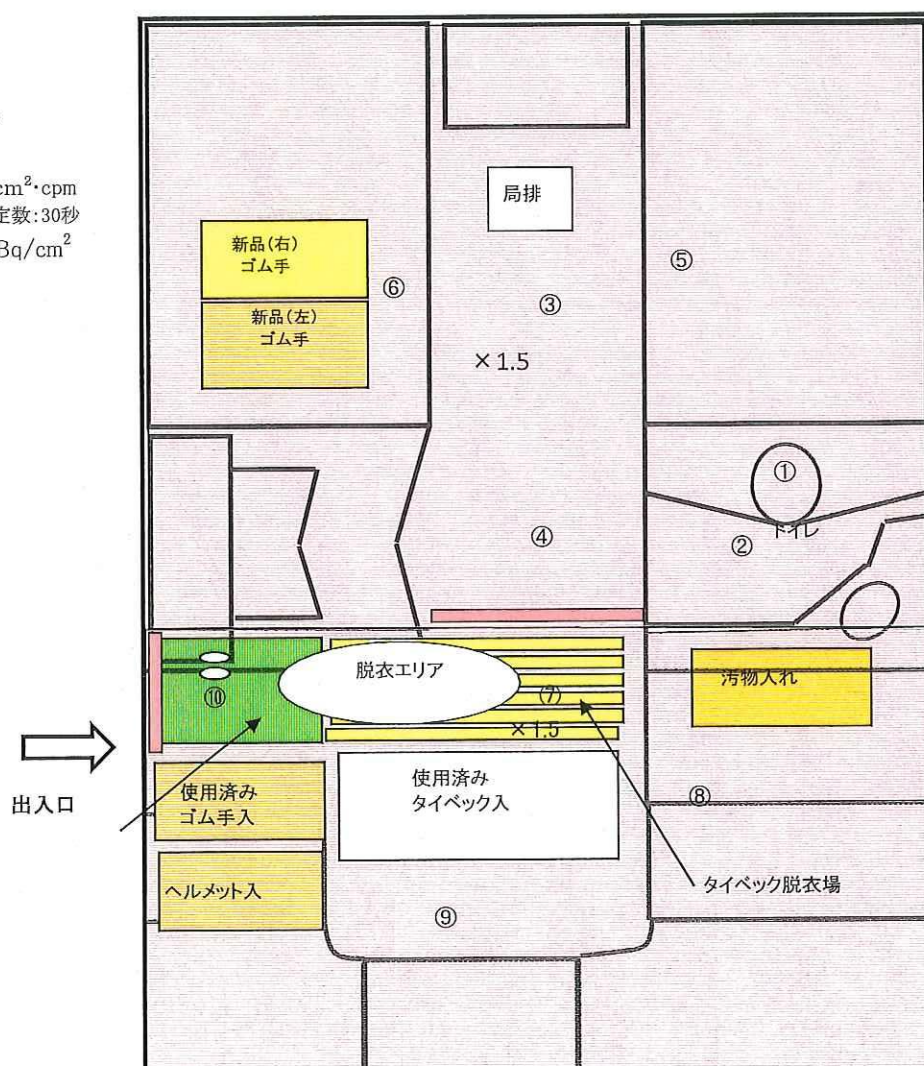 cm²・cpm
定数:30秒
Bq/cm²
局排
新品(右)
ゴム手
⑥
③
⑤
新品(左)
ゴム手
×1.5
①
④
②
トイレ
脱衣エリア
⑩
⑦
汚物入れ
×1.5
出入口
使用済み
ゴム手入
使用済み
タイベック入
⑧
ヘルメット入
タイベック脱衣場
⑨